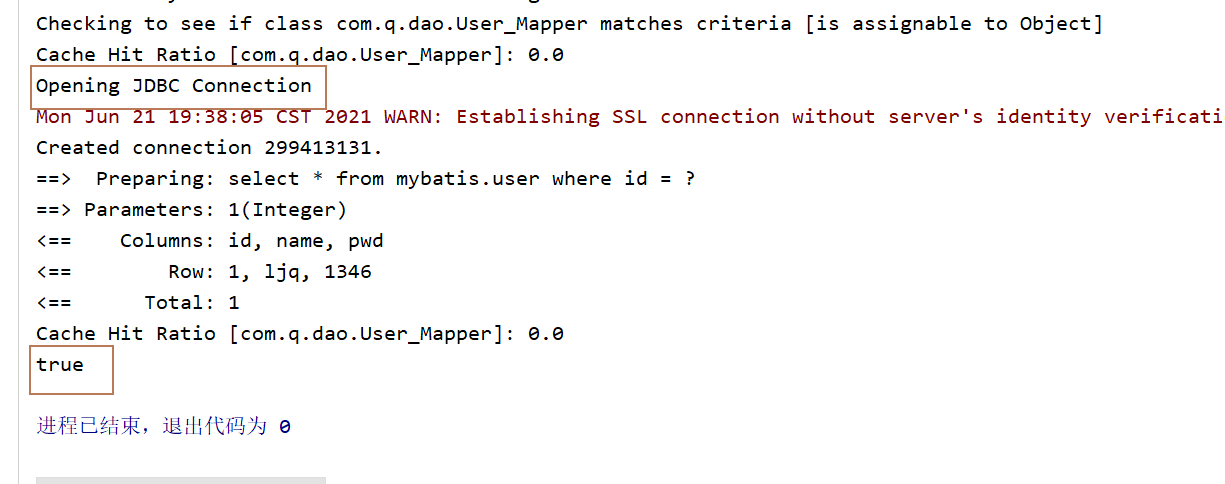 Checking to see if class com.q.dao.User_Mapper matches criteria [is assignable to Object]
Cache Hit Ratio [com.q.dao.User_Mapper]: 0.0
Opening JDBC Connection
Mon Jun 21 19:38:05 CST 2021 WARN: Establishing SSL connection without server's identity verificati
Created connection 299413131.
==>  Preparing: select * from mybatis.user where id = ?
==> Parameters: 1(Integer)
<==    Columns: id, name, pwd
<==        Row: 1, ljq, 1346
<==      Total: 1
Cache Hit Ratio [com.q.dao.User_Mapper]: 0.0
true
进程已结束，退出代码为 0